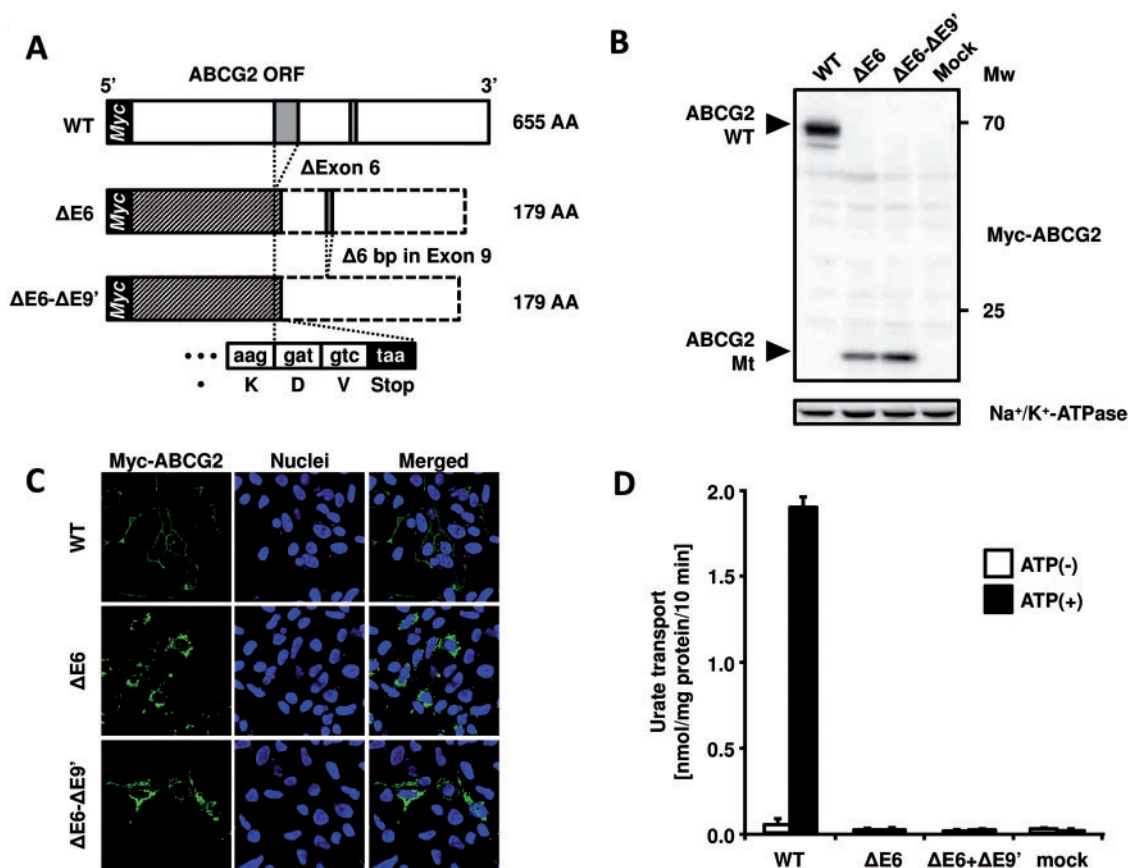 A
5’ ABCG2 ORF 3’
WT Myc 655 AA
ΔExon 6
ΔE6 Myc 179 AA
Δ6 bp in Exon 9
ΔE6-ΔE9’ Myc 179 AA
••• aag gat gtc taa
• K D V Stop
B
WT ΔE6 ΔE6-ΔE9’ Mock Mw
ABCG2 WT
70
Myc-ABCG2
25
ABCG2 Mt
Na⁺/K⁺-ATPase
C
Myc-ABCG2 Nuclei Merged
WT
ΔE6
ΔE6-ΔE9’
D
Urate transport
[nmol/mg protein/10 min]
2.0
1.5
1.0
0.5
0.0
ATP(-)
ATP(+)
WT ΔE6 ΔE6+ΔE9’ mock